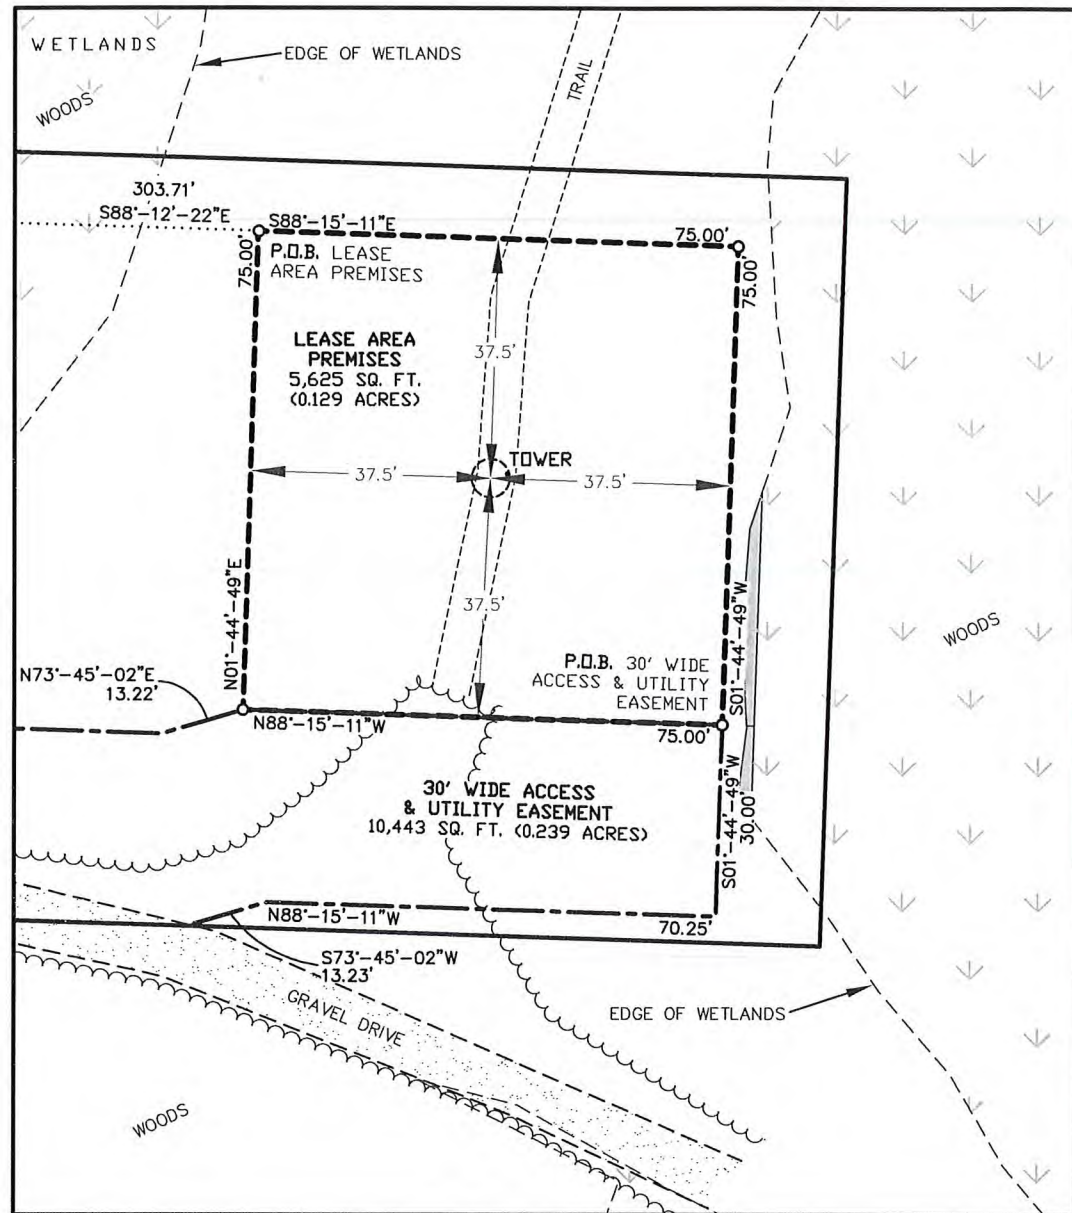 WETLANDS
EDGE OF WETLANDS
WOODS
TRAIL
303.71'
S88°-12'-22"E
S88°-15'-11"E
75.00'
75.00'
75.00'
P.O.B. LEASE
AREA PREMISES
LEASE AREA
PREMISES
5,625 SQ. FT.
(0.129 ACRES)
37.5'
TOWER
37.5'
37.5'
37.5'
N01°-44'-49"E
S01°-44'-49"W
WOODS
P.O.B. 30' WIDE
ACCESS & UTILITY
EASEMENT
N73°-45'-02"E
13.22'
N88°-15'-11"W
75.00'
30' WIDE ACCESS
& UTILITY EASEMENT
10,443 SQ. FT. (0.239 ACRES)
S01°-44'-49"W
30.00'
N88°-15'-11"W
70.25'
S73°-45'-02"W
13.23'
GRAVEL DRIVE
EDGE OF WETLANDS
WOODS